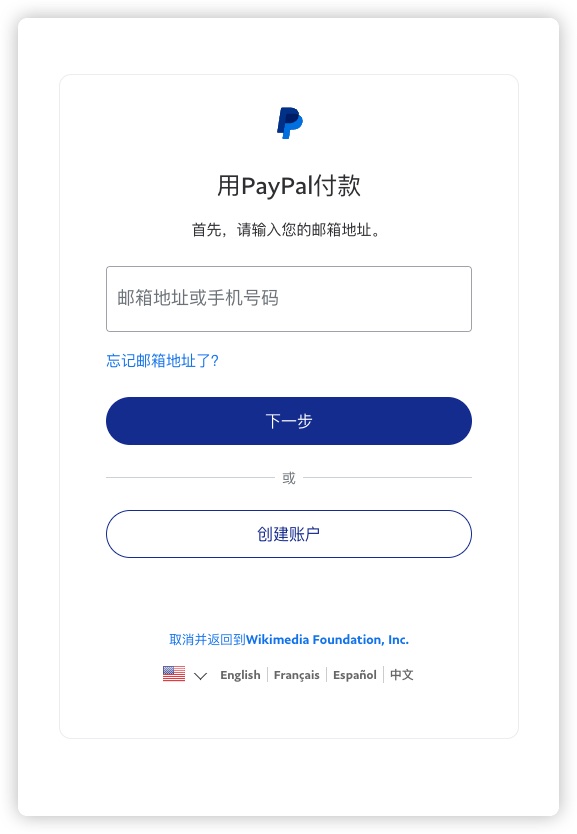 用PayPal付款
首先，请输入您的邮箱地址。
邮箱地址或手机号码
忘记邮箱地址了?
下一步
或
创建账户
取消并返回到Wikimedia Foundation, Inc.
English Français Español 中文